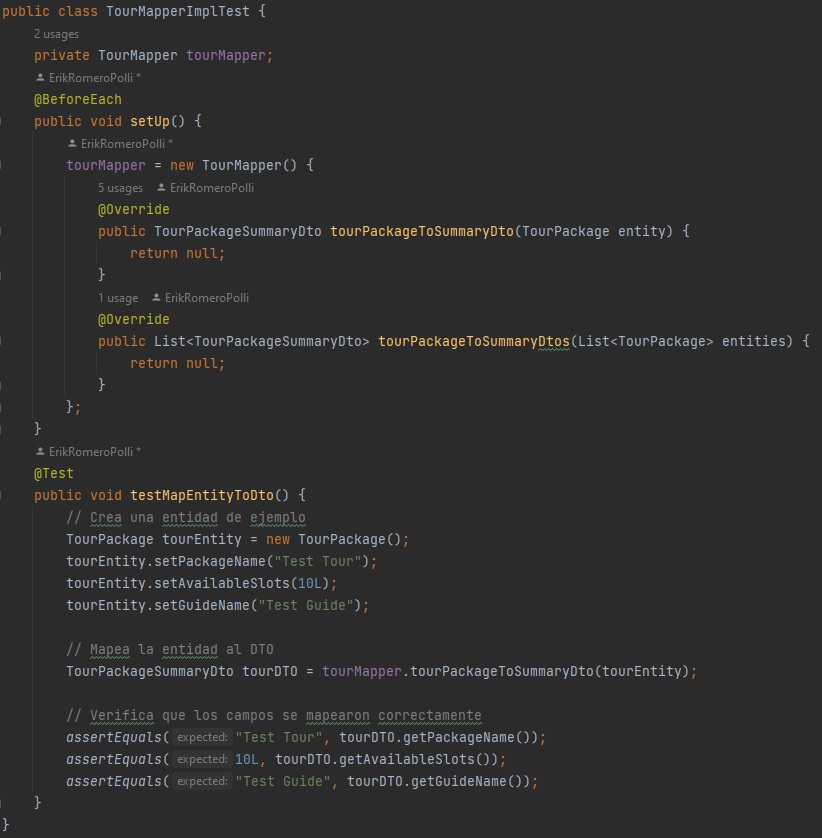 public class TourMapperImplTest {
2 usages
private TourMapper tourMapper;
ErikRomeroPolli *
@BeforeEach
public void setUp() {
ErikRomeroPolli *
tourMapper = new TourMapper() {
5 usages ErikRomeroPolli
@Override
public TourPackageSummaryDto tourPackageToSummaryDto(TourPackage entity) {
return null;
}
1 usage ErikRomeroPolli
@Override
public List<TourPackageSummaryDto> tourPackageToSummaryDtos(List<TourPackage> entities) {
return null;
}
};
}
ErikRomeroPolli *
@Test
public void testMapEntityToDto() {
// Crea una entidad de ejemplo
TourPackage tourEntity = new TourPackage();
tourEntity.setPackageName("Test Tour");
tourEntity.setAvailableSlots(10L);
tourEntity.setGuideName("Test Guide");
// Mapea la entidad al DTO
TourPackageSummaryDto tourDTO = tourMapper.tourPackageToSummaryDto(tourEntity);
// Verifica que los campos se mapearon correctamente
assertEquals( expected: "Test Tour", tourDTO.getPackageName());
assertEquals( expected: 10L, tourDTO.getAvailableSlots());
assertEquals( expected: "Test Guide", tourDTO.getGuideName());
}
}